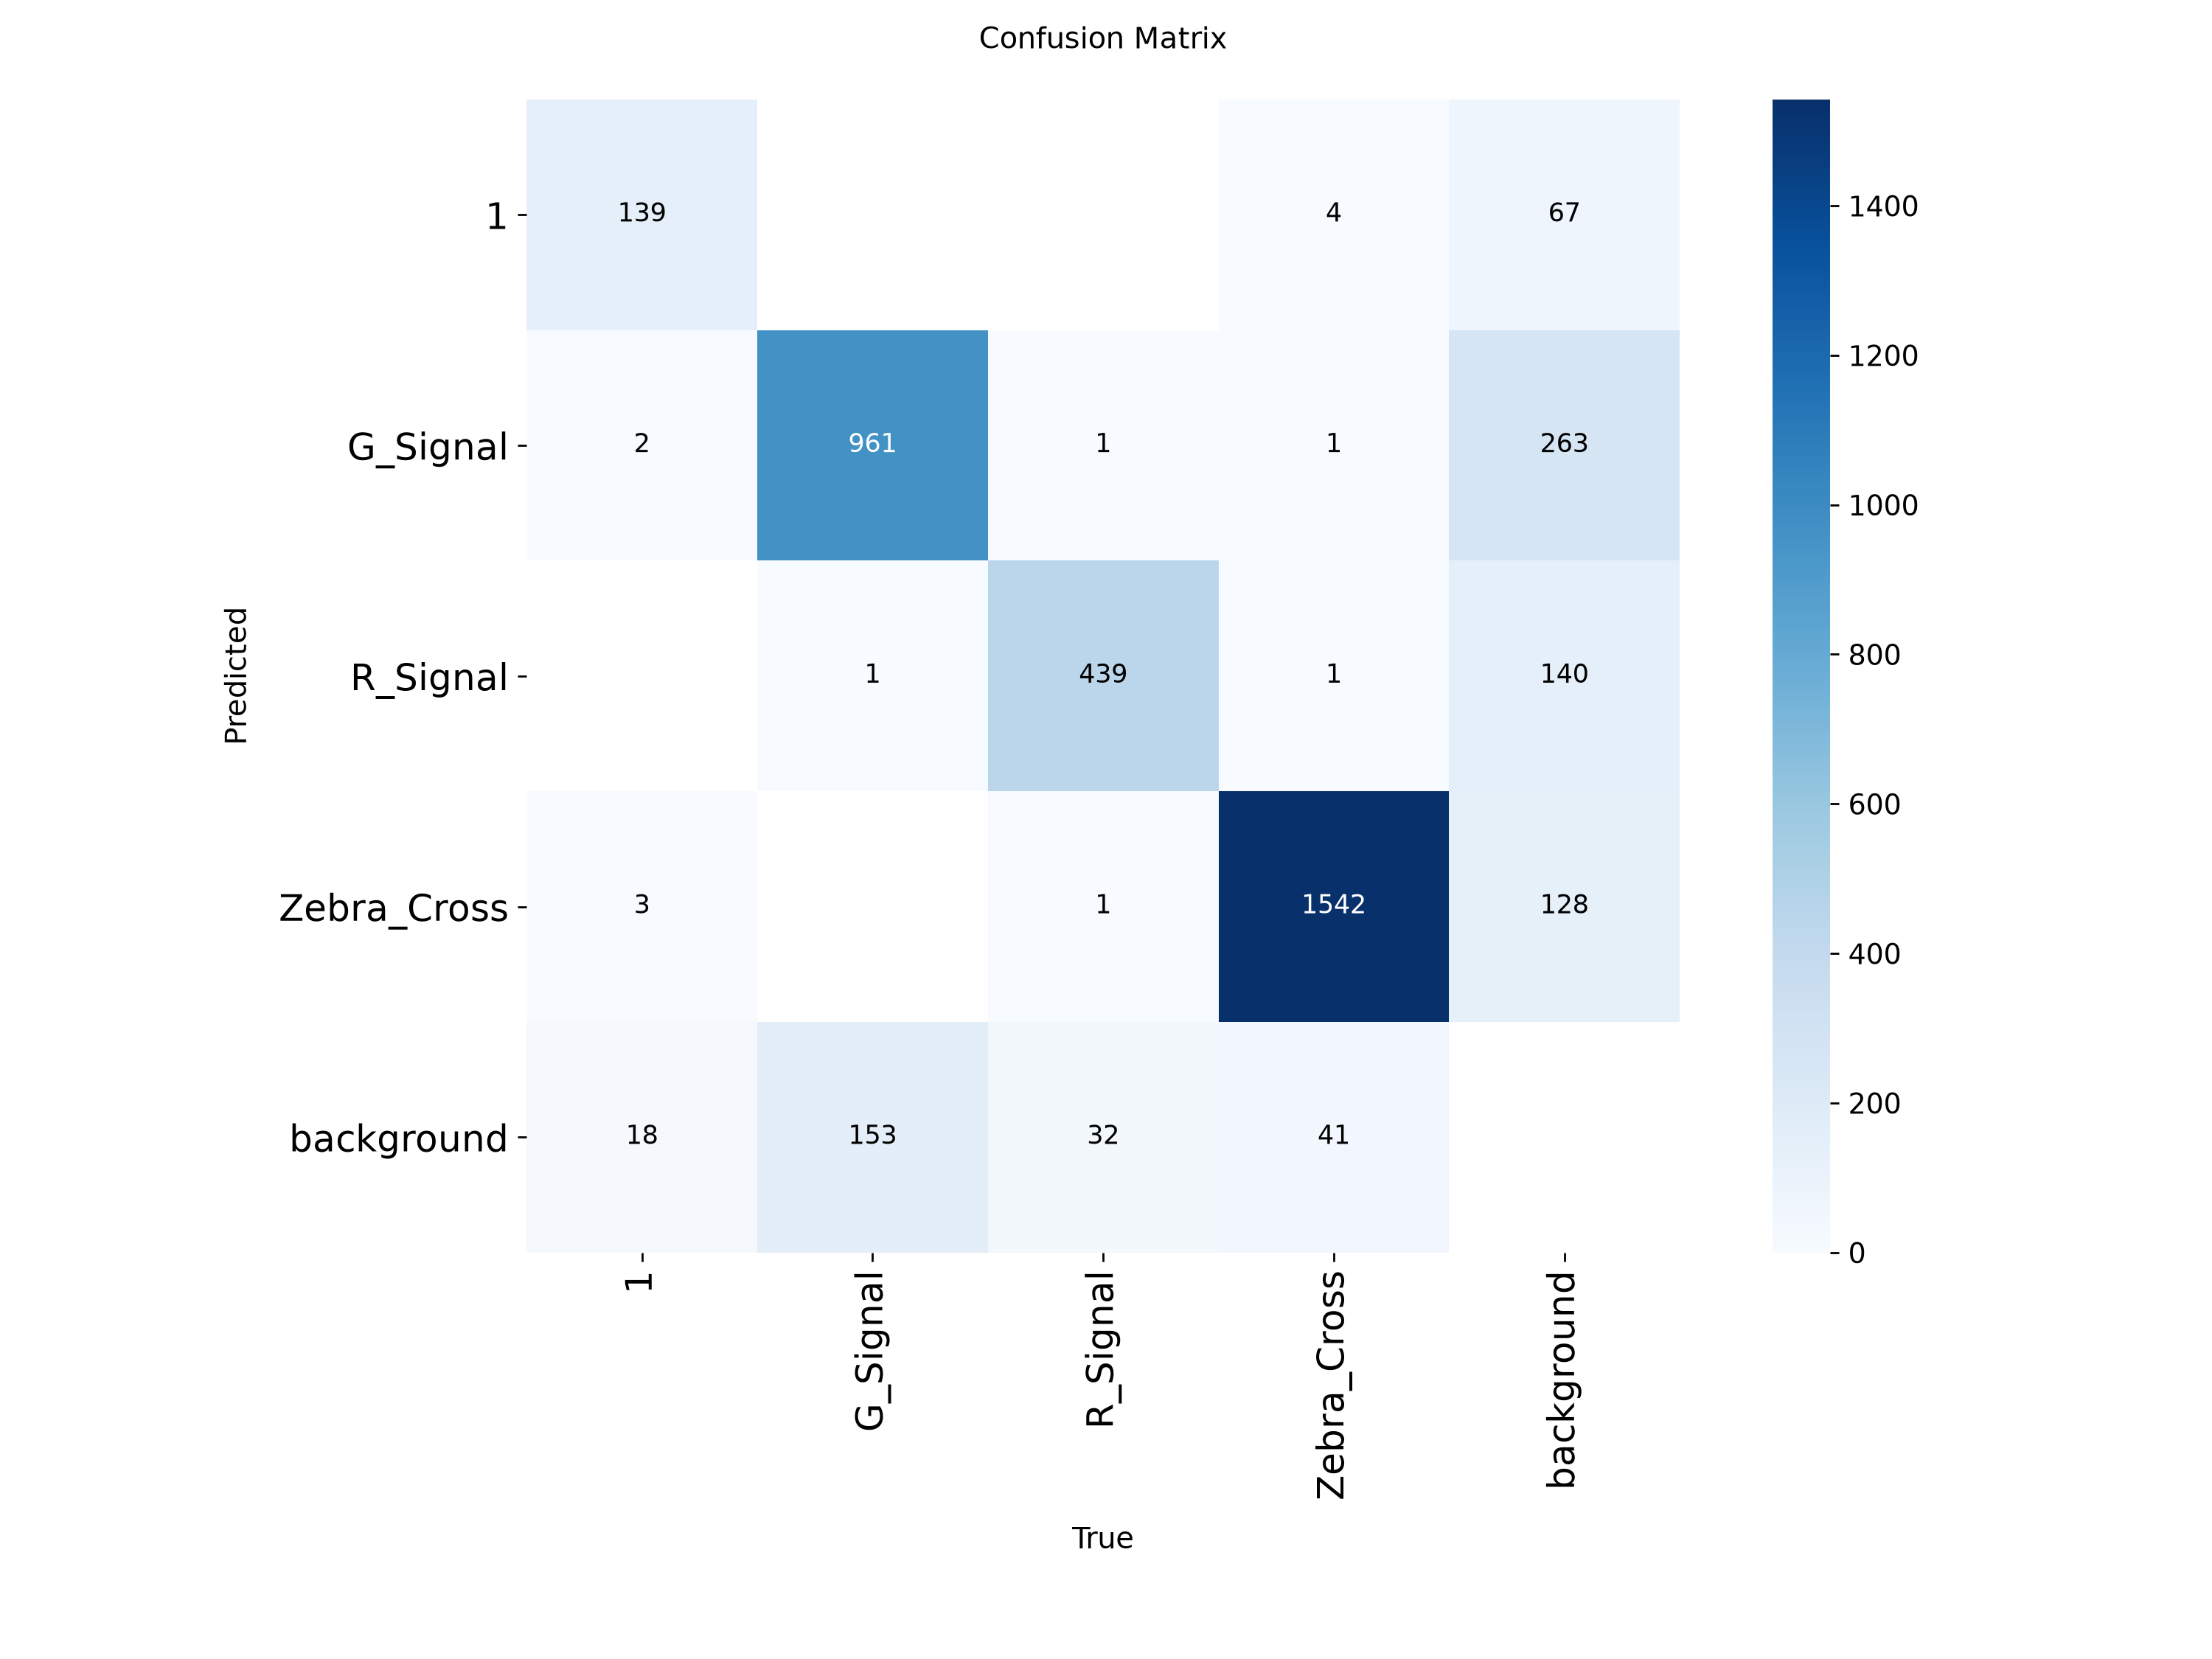 Confusion Matrix
1 139 4 67
G_Signal 2 961 1 1 263
R_Signal 1 439 1 140
Zebra_Cross 3 1 1542 128
background 18 153 32 41
Predicted
1 G_Signal R_Signal Zebra_Cross background
True
1400
1200
1000
800
600
400
200
0